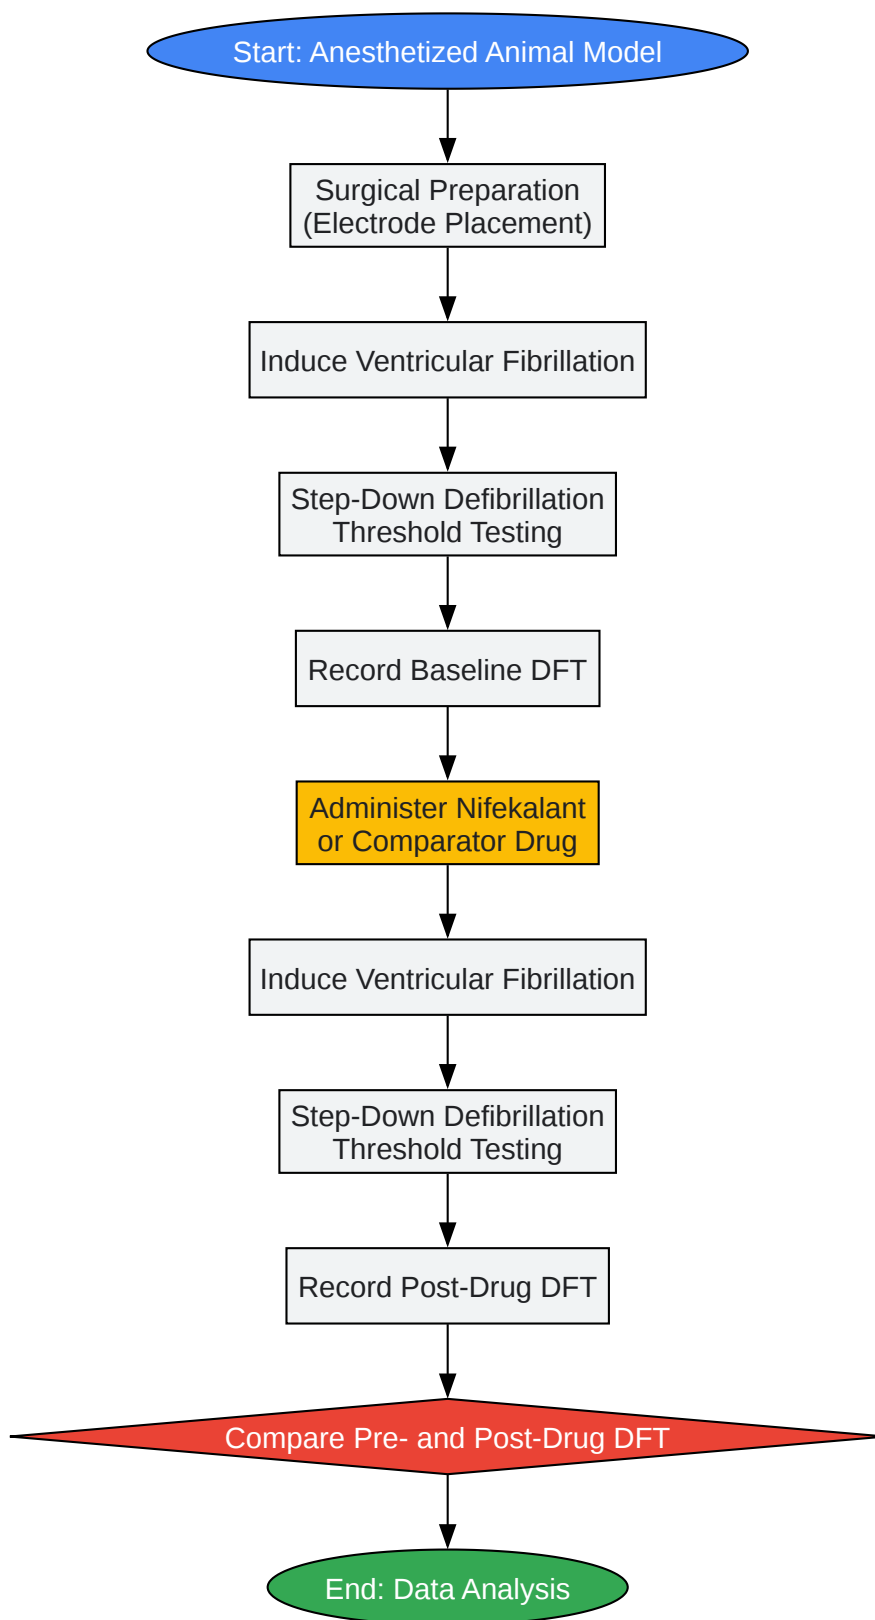 Start: Anesthetized Animal Model
Surgical Preparation
(Electrode Placement)
Induce Ventricular Fibrillation
Step-Down Defibrillation
Threshold Testing
Record Baseline DFT
Administer Nifekalant
or Comparator Drug
Induce Ventricular Fibrillation
Step-Down Defibrillation
Threshold Testing
Record Post-Drug DFT
Compare Pre- and Post-Drug DFT
End: Data Analysis